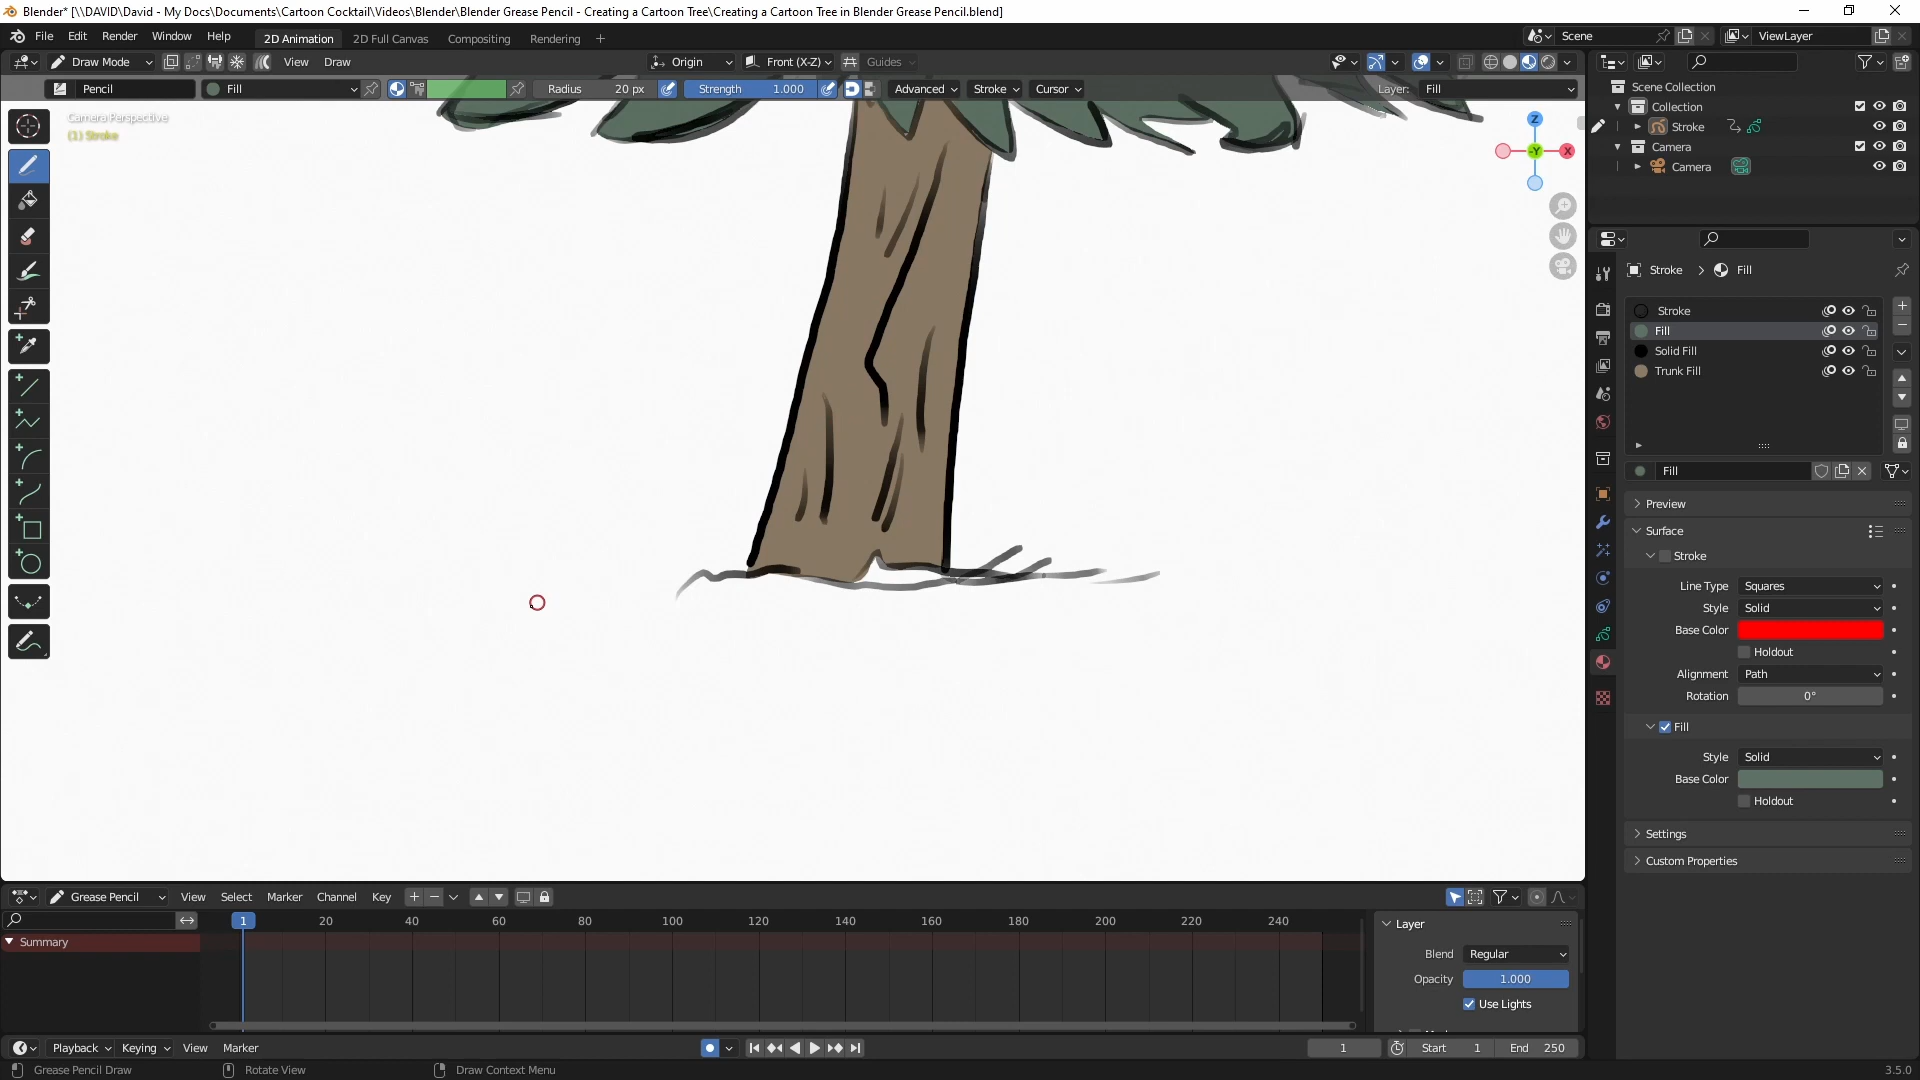 Blender* [\\DAVID\David - My Docs\Documents\Cartoon Cocktail\Videos\Blender\Blender Grease Pencil - Creating a Cartoon Tree\Creating a Cartoon Tree in Blender Grease Pencil.blend]
File Edit Render Window Help 2D Animation 2D Full Canvas Compositing Rendering + Scene ViewLayer
Draw Mode View Draw Origin Front (X-Z) Guides
Pencil Fill Radius 20 px Strength 1.000 Advanced Stroke Cursor Layer: Fill
Camera Perspective
(1) Stroke
Z
-Y X
Scene Collection
Collection
Stroke
Camera
Camera
Stroke > Fill
Stroke
Fill
Solid Fill
Trunk Fill
Fill
Preview
Surface
Stroke
Line Type Squares
Style Solid
Base Color
Holdout
Alignment Path
Rotation 0°
Fill
Style Solid
Base Color
Holdout
Settings
Custom Properties
Grease Pencil View Select Marker Channel Key
1 20 40 60 80 100 120 140 160 180 200 220 240
Summary
Layer
Blend Regular
Opacity 1.000
Use Lights
Playback Keying View Marker 1 Start 1 End 250
Grease Pencil Draw Rotate View Draw Context Menu 3.5.0